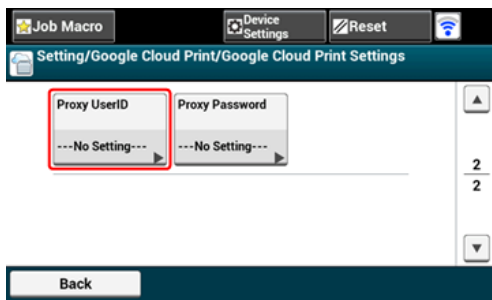 Job Macro
Device
Settings
Reset
Setting/Google Cloud Print/Google Cloud Print Settings
Proxy UserID
Proxy Password
---No Setting---
---No Setting---
2
2
Back